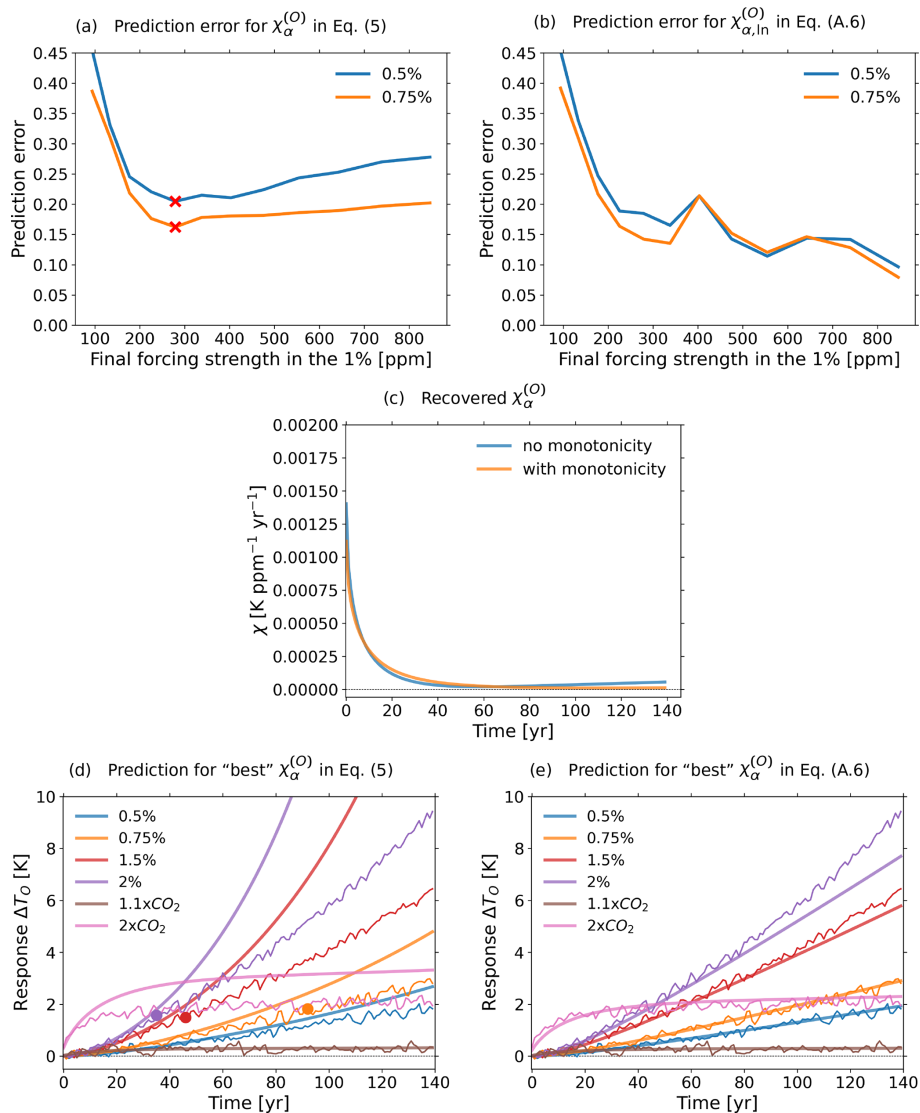 (a) Prediction error for χ_α^(O) in Eq. (5)
0.45
0.40
0.35
0.30
0.25
0.20
0.15
0.10
0.05
0.00
Prediction error
0.5%
0.75%
100 200 300 400 500 600 700 800
Final forcing strength in the 1% [ppm]
(b) Prediction error for χ_α,ln^(O) in Eq. (A.6)
0.45
0.40
0.35
0.30
0.25
0.20
0.15
0.10
0.05
0.00
Prediction error
0.5%
0.75%
100 200 300 400 500 600 700 800
Final forcing strength in the 1% [ppm]
(c) Recovered χ_α^(O)
0.00200
0.00175
0.00150
0.00125
0.00100
0.00075
0.00050
0.00025
0.00000
χ [K ppm⁻¹ yr⁻¹]
no monotonicity
with monotonicity
0 20 40 60 80 100 120 140
Time [yr]
(d) Prediction for “best” χ_α^(O) in Eq. (5)
10
8
6
4
2
0
Response ΔT_O [K]
0.5%
0.75%
1.5%
2%
1.1xCO₂
2xCO₂
0 20 40 60 80 100 120 140
Time [yr]
(e) Prediction for “best” χ_α^(O) in Eq. (A.6)
10
8
6
4
2
0
Response ΔT_O [K]
0.5%
0.75%
1.5%
2%
1.1xCO₂
2xCO₂
0 20 40 60 80 100 120 140
Time [yr]